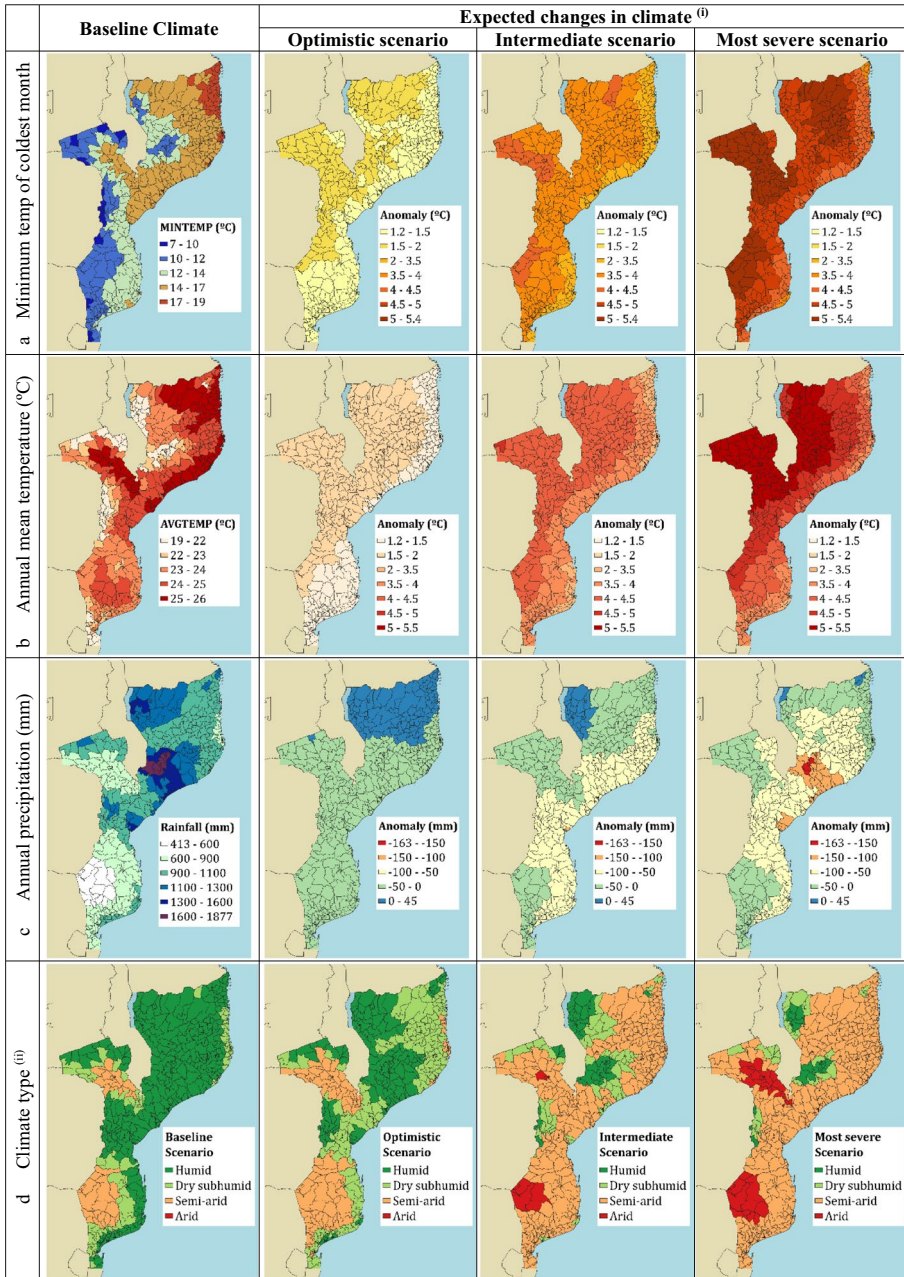 Baseline Climate
Expected changes in climate (i)
Optimistic scenario
Intermediate scenario
Most severe scenario
a Minimum temp of coldest month
MINTEMP (ºC)
7 - 10
10 - 12
12 - 14
14 - 17
17 - 19
Anomaly (ºC)
1.2 - 1.5
1.5 - 2
2 - 3.5
3.5 - 4
4 - 4.5
4.5 - 5
5 - 5.4
Anomaly (ºC)
1.2 - 1.5
1.5 - 2
2 - 3.5
3.5 - 4
4 - 4.5
4.5 - 5
5 - 5.4
Anomaly (ºC)
1.2 - 1.5
1.5 - 2
2 - 3.5
3.5 - 4
4 - 4.5
4.5 - 5
5 - 5.4
b Annual mean temperature (ºC)
AVGTEMP (ºC)
19 - 22
22 - 23
23 - 24
24 - 25
25 - 26
Anomaly (ºC)
1.2 - 1.5
1.5 - 2
2 - 3.5
3.5 - 4
4 - 4.5
4.5 - 5
5 - 5.5
Anomaly (ºC)
1.2 - 1.5
1.5 - 2
2 - 3.5
3.5 - 4
4 - 4.5
4.5 - 5
5 - 5.5
Anomaly (ºC)
1.2 - 1.5
1.5 - 2
2 - 3.5
3.5 - 4
4 - 4.5
4.5 - 5
5 - 5.5
c Annual precipitation (mm)
Rainfall (mm)
413 - 600
600 - 900
900 - 1100
1100 - 1300
1300 - 1600
1600 - 1877
Anomaly (mm)
-163 - -150
-150 - -100
-100 - -50
-50 - 0
0 - 45
Anomaly (mm)
-163 - -150
-150 - -100
-100 - -50
-50 - 0
0 - 45
Anomaly (mm)
-163 - -150
-150 - -100
-100 - -50
-50 - 0
0 - 45
d Climate type (ii)
Baseline
Scenario
Humid
Dry subhumid
Semi-arid
Arid
Optimistic
Scenario
Humid
Dry subhumid
Semi-arid
Arid
Intermediate
Scenario
Humid
Dry subhumid
Semi-arid
Arid
Most severe
Scenario
Humid
Dry subhumid
Semi-arid
Arid